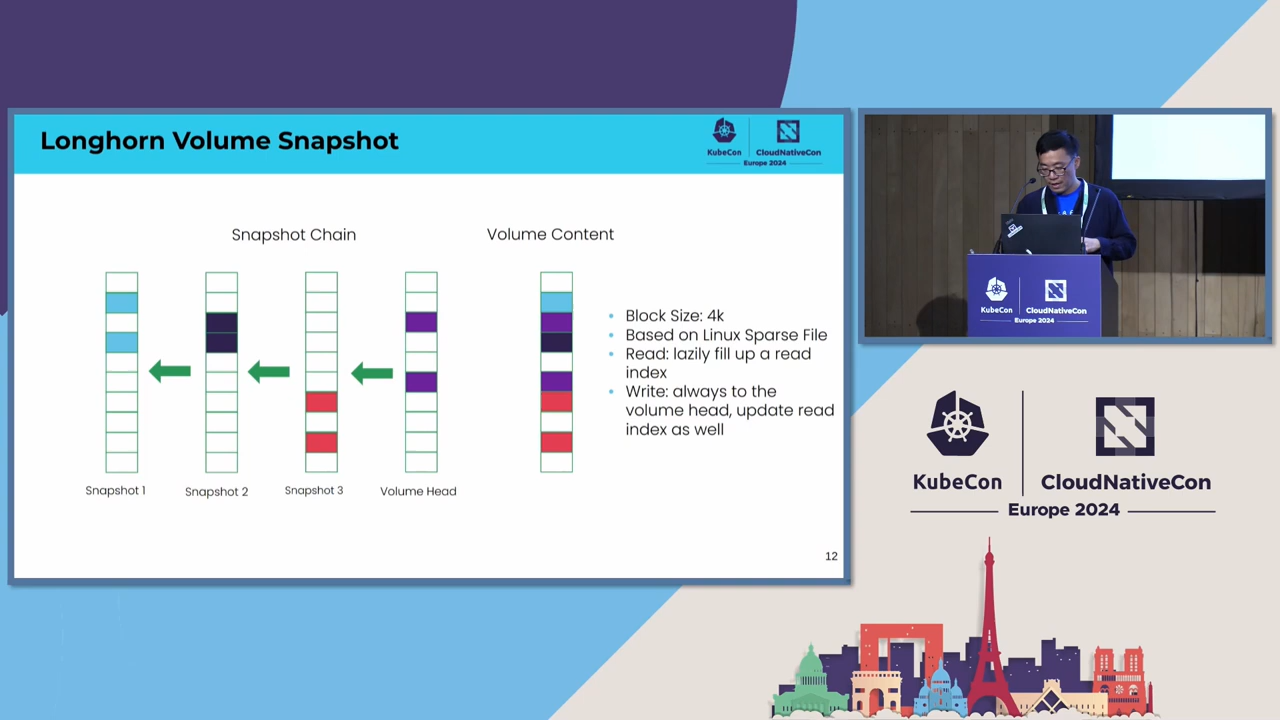 Longhorn Volume Snapshot
KubeCon
CloudNativeCon
Europe 2024
Snapshot Chain
Volume Content
• Block Size: 4k
• Based on Linux Sparse File
• Read: lazily fill up a read
index
• Write: always to the
volume head, update read
index as well
Snapshot 1
Snapshot 2
Snapshot 3
Volume Head
12
KubeCon
CloudNativeCon
Europe 2024
KubeCon
CloudNativeCon
Europe 2024